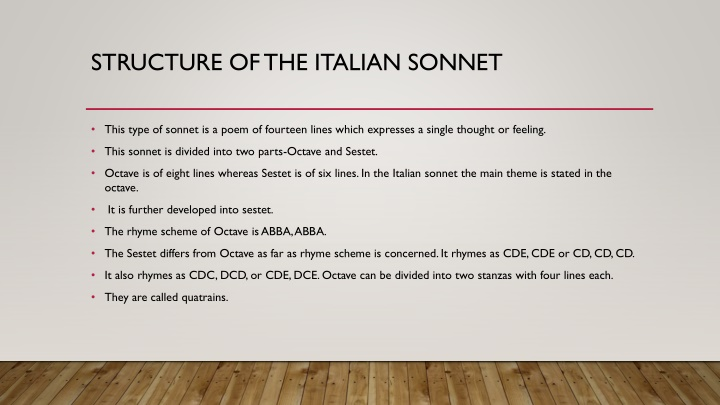 STRUCTURE OF THE ITALIAN SONNET
• This type of sonnet is a poem of fourteen lines which expresses a single thought or feeling.
• This sonnet is divided into two parts-Octave and Sestet.
• Octave is of eight lines whereas Sestet is of six lines. In the Italian sonnet the main theme is stated in the
octave.
• It is further developed into sestet.
• The rhyme scheme of Octave is ABBA, ABBA.
• The Sestet differs from Octave as far as rhyme scheme is concerned. It rhymes as CDE, CDE or CD, CD, CD.
• It also rhymes as CDC, DCD, or CDE, DCE. Octave can be divided into two stanzas with four lines each.
• They are called quatrains.